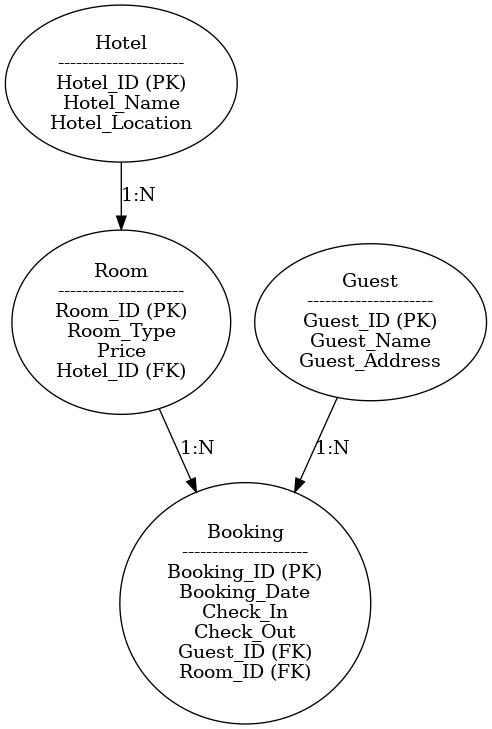 Hotel
---------------------
Hotel_ID (PK)
Hotel_Name
Hotel_Location
1:N
Room
---------------------
Room_ID (PK)
Room_Type
Price
Hotel_ID (FK)
Guest
---------------------
Guest_ID (PK)
Guest_Name
Guest_Address
1:N
1:N
Booking
---------------------
Booking_ID (PK)
Booking_Date
Check_In
Check_Out
Guest_ID (FK)
Room_ID (FK)